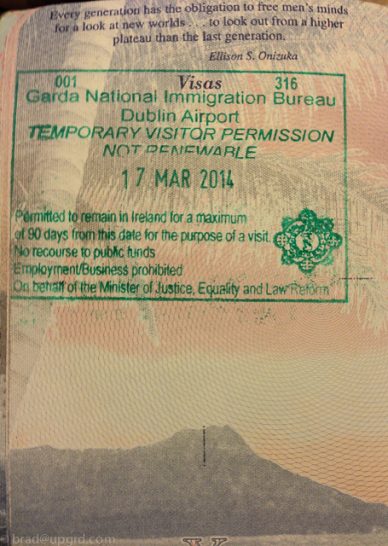 Every generation has the obligation to free men's minds
for a look at new worlds . . . to look out from a higher
plateau than the last generation.
Ellison S. Onizuka
001 Visas 316
Garda National Immigration Bureau
Dublin Airport
TEMPORARY VISITOR PERMISSION
NOT RENEWABLE
17 MAR 2014
Permitted to remain in Ireland for a maximum
of 90 days from this date for the purpose of a visit.
No recourse to public funds
Employment/Business prohibited
On behalf of the Minister of Justice, Equality and Law Reform
brad@upgrd.com